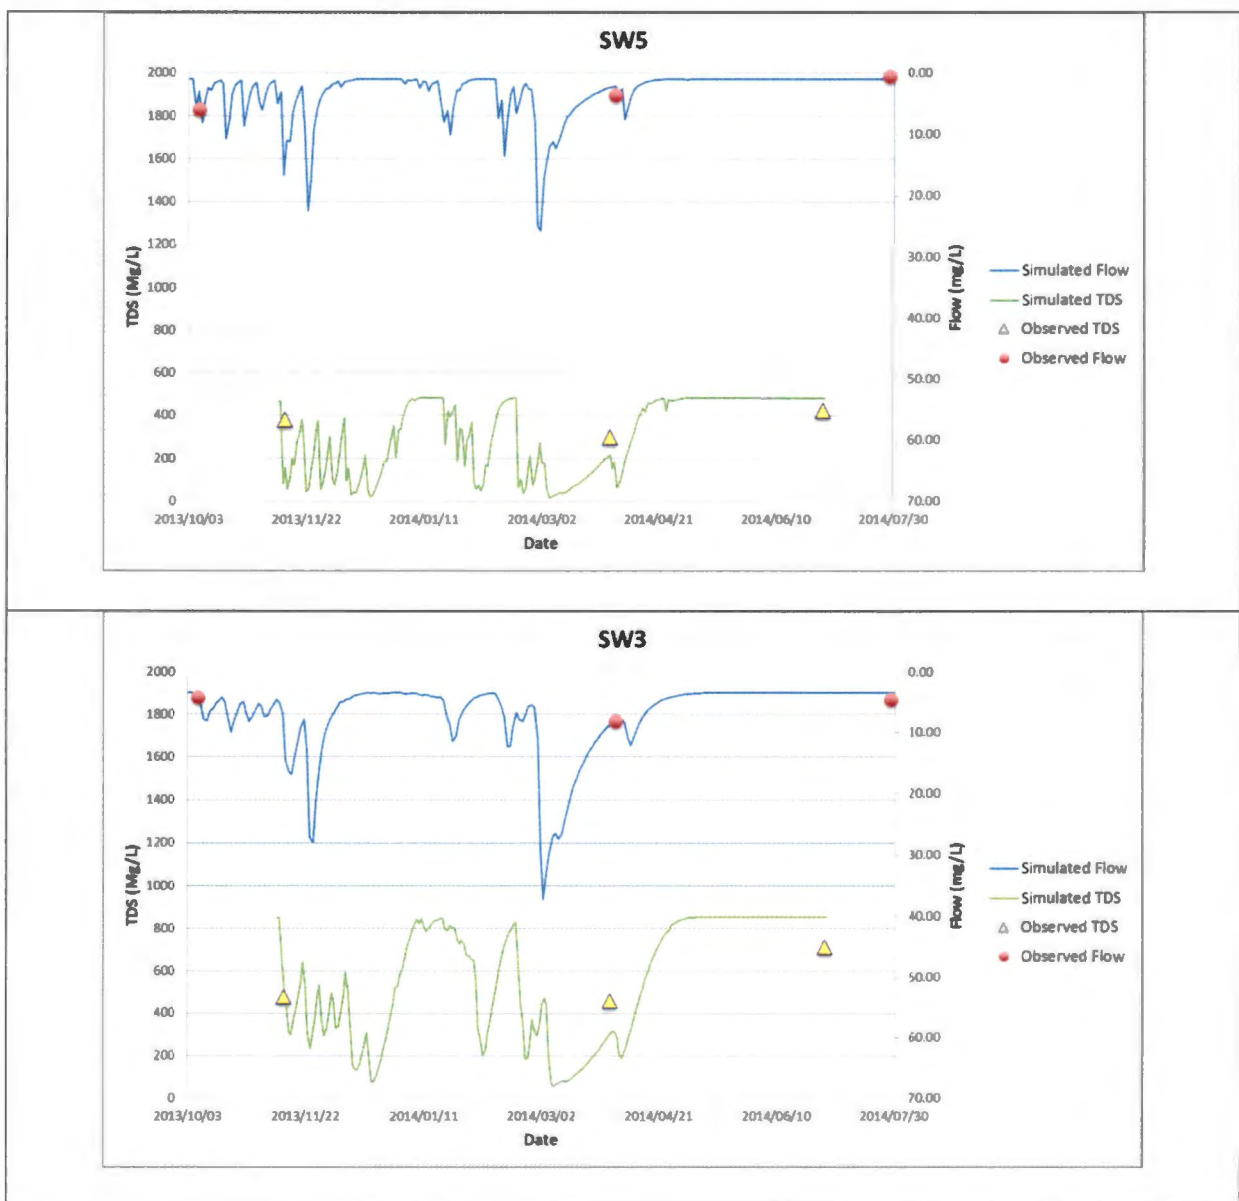 SW5
2000
1800
1600
1400
1200
1000
800
600
400
200
0
TDS (Mg/L)
0.00
10.00
20.00
30.00
40.00
50.00
60.00
70.00
Flow (mg/L)
2013/10/03 2013/11/22 2014/01/11 2014/03/02 2014/04/21 2014/06/10 2014/07/30
Date
Simulated Flow
Simulated TDS
Observed TDS
Observed Flow
SW3
2000
1800
1600
1400
1200
1000
800
600
400
200
0
TDS (Mg/L)
0.00
10.00
20.00
30.00
40.00
50.00
60.00
70.00
Flow (mg/L)
2013/10/03 2013/11/22 2014/01/11 2014/03/02 2014/04/21 2014/06/10 2014/07/30
Date
Simulated Flow
Simulated TDS
Observed TDS
Observed Flow